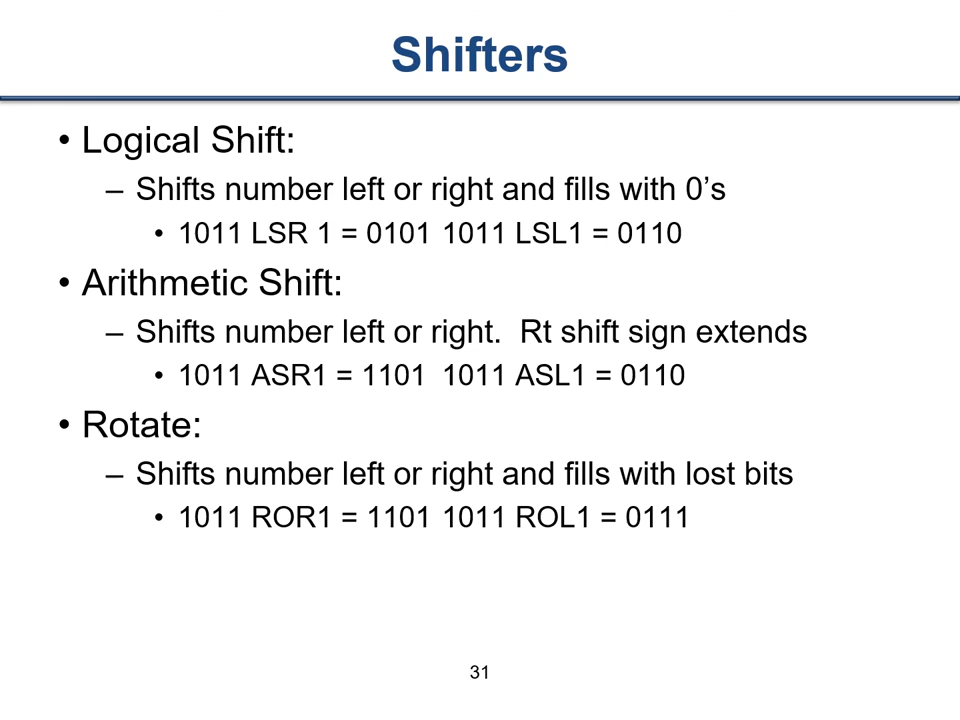 Shifters
• Logical Shift:
– Shifts number left or right and fills with 0’s
• 1011 LSR 1 = 0101 1011 LSL1 = 0110
• Arithmetic Shift:
– Shifts number left or right.  Rt shift sign extends
• 1011 ASR1 = 1101  1011 ASL1 = 0110
• Rotate:
– Shifts number left or right and fills with lost bits
• 1011 ROR1 = 1101 1011 ROL1 = 0111
31